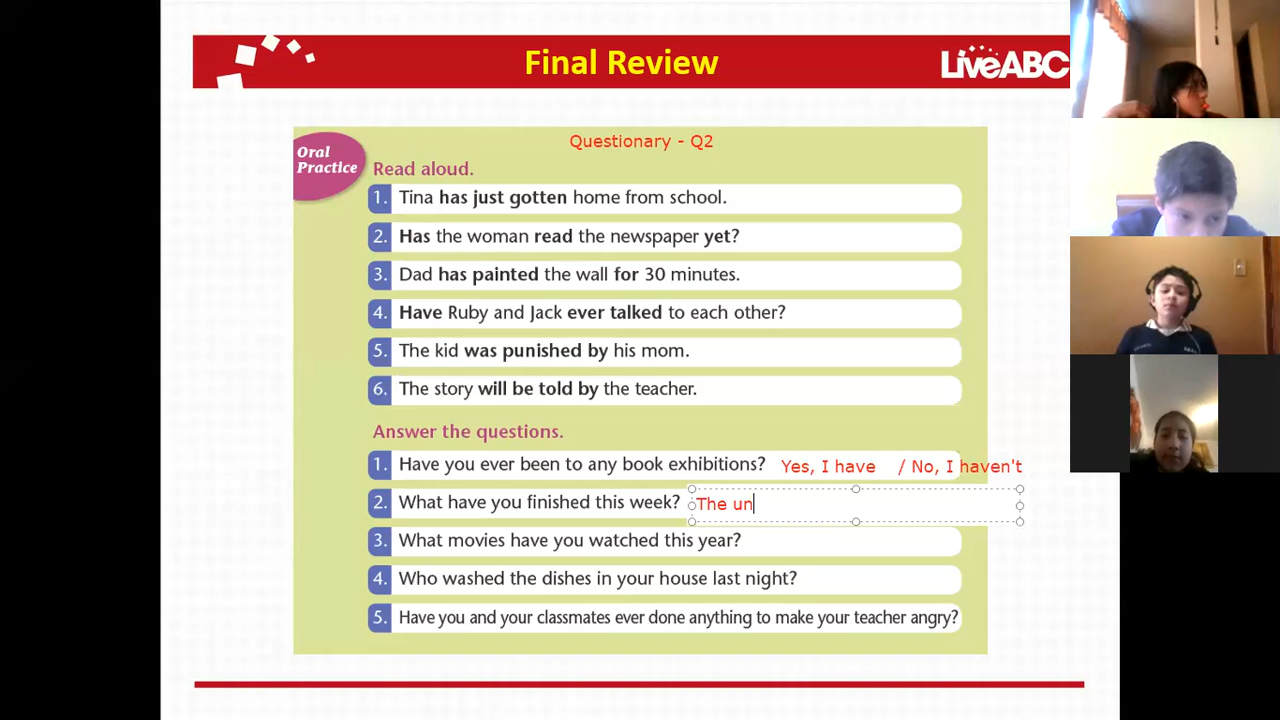 Final Review
LiveABC
Questionary - Q2
Oral
Practice
Read aloud.
1. Tina has just gotten home from school.
2. Has the woman read the newspaper yet?
3. Dad has painted the wall for 30 minutes.
4. Have Ruby and Jack ever talked to each other?
5. The kid was punished by his mom.
6. The story will be told by the teacher.
Answer the questions.
1. Have you ever been to any book exhibitions? Yes, I have / No, I haven't
2. What have you finished this week? The un
3. What movies have you watched this year?
4. Who washed the dishes in your house last night?
5. Have you and your classmates ever done anything to make your teacher angry?